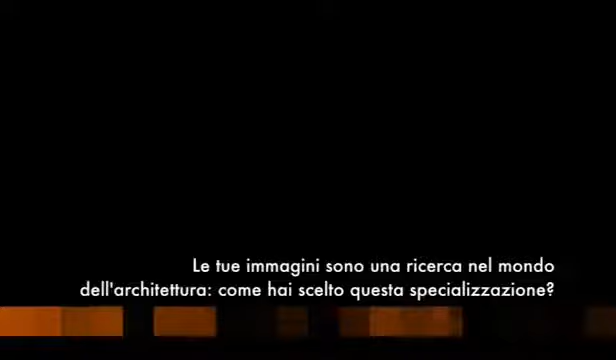 Le tue immagini sono una ricerca nel mondo
dell'architettura: come hai scelto questa specializzazione?